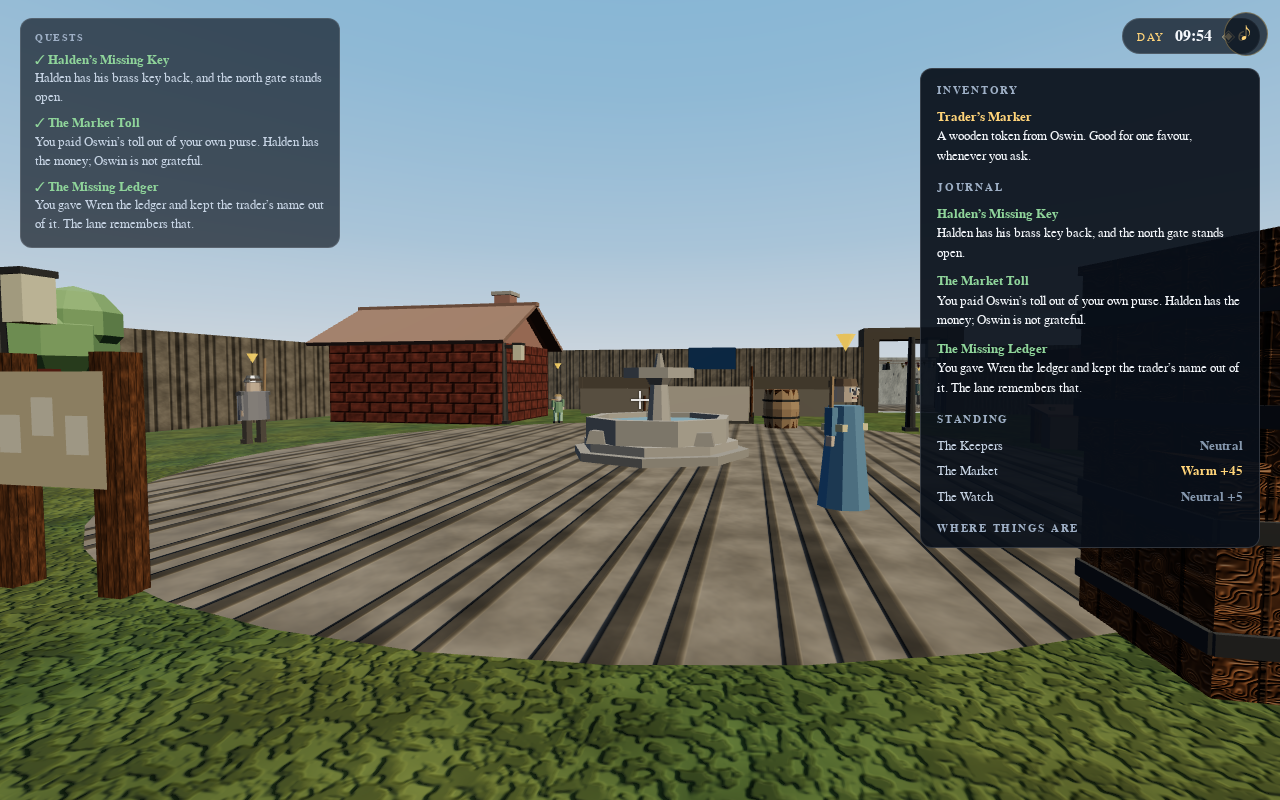 QUESTS
✓ Halden's Missing Key
Halden has his brass key back, and the north gate stands
open.
✓ The Market Toll
You paid Oswin's toll out of your own purse. Halden has
the money; Oswin is not grateful.
✓ The Missing Ledger
You gave Wren the ledger and kept the trader's name out
of it. The lane remembers that.
DAY 09:54
INVENTORY
Trader's Marker
A wooden token from Oswin. Good for one favour,
whenever you ask.
JOURNAL
Halden's Missing Key
Halden has his brass key back, and the north gate stands
open.
The Market Toll
You paid Oswin's toll out of your own purse. Halden has the
money; Oswin is not grateful.
The Missing Ledger
You gave Wren the ledger and kept the trader's name out of
it. The lane remembers that.
STANDING
The Keepers Neutral
The Market Warm +45
The Watch Neutral +5
WHERE THINGS ARE